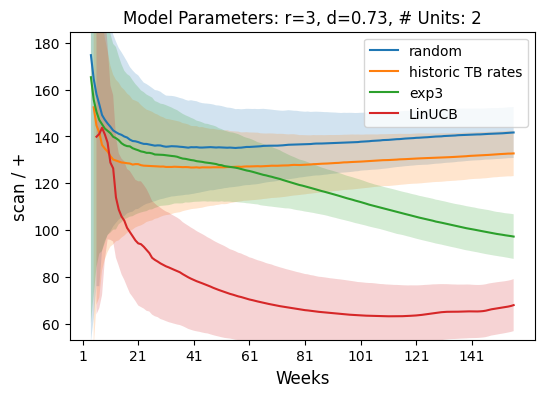 Model Parameters: r=3, d=0.73, # Units: 2
random
historic TB rates
exp3
LinUCB
scan / +
180
160
140
120
100
80
60
1 21 41 61 81 101 121 141
Weeks